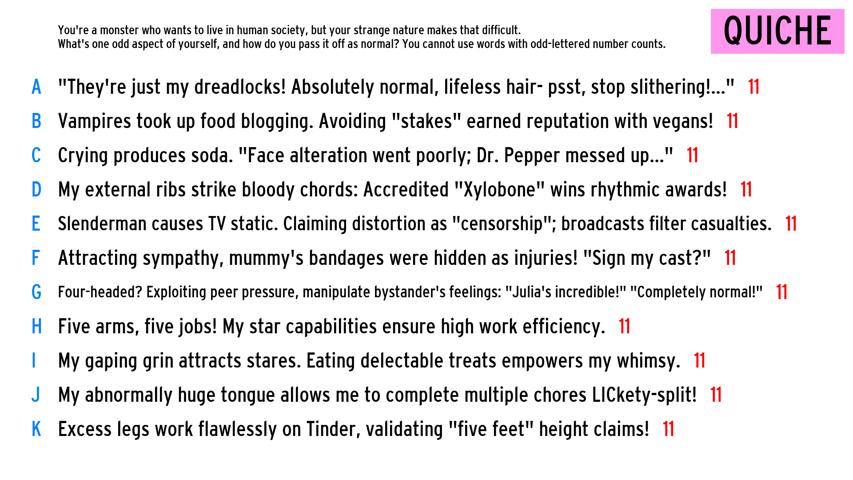 You're a monster who wants to live in human society, but your strange nature makes that difficult.
What's one odd aspect of yourself, and how do you pass it off as normal? You cannot use words with odd-lettered number counts.
QUICHE
A "They're just my dreadlocks! Absolutely normal, lifeless hair- psst, stop slithering!..." 11
B Vampires took up food blogging. Avoiding "stakes" earned reputation with vegans! 11
C Crying produces soda. "Face alteration went poorly; Dr. Pepper messed up..." 11
D My external ribs strike bloody chords: Accredited "Xylobone" wins rhythmic awards! 11
E Slenderman causes TV static. Claiming distortion as "censorship"; broadcasts filter casualties. 11
F Attracting sympathy, mummy's bandages were hidden as injuries! "Sign my cast?" 11
G Four-headed? Exploiting peer pressure, manipulate bystander's feelings: "Julia's incredible!" "Completely normal!" 11
H Five arms, five jobs! My star capabilities ensure high work efficiency. 11
I My gaping grin attracts stares. Eating delectable treats empowers my whimsy. 11
J My abnormally huge tongue allows me to complete multiple chores LICkety-split! 11
K Excess legs work flawlessly on Tinder, validating "five feet" height claims! 11